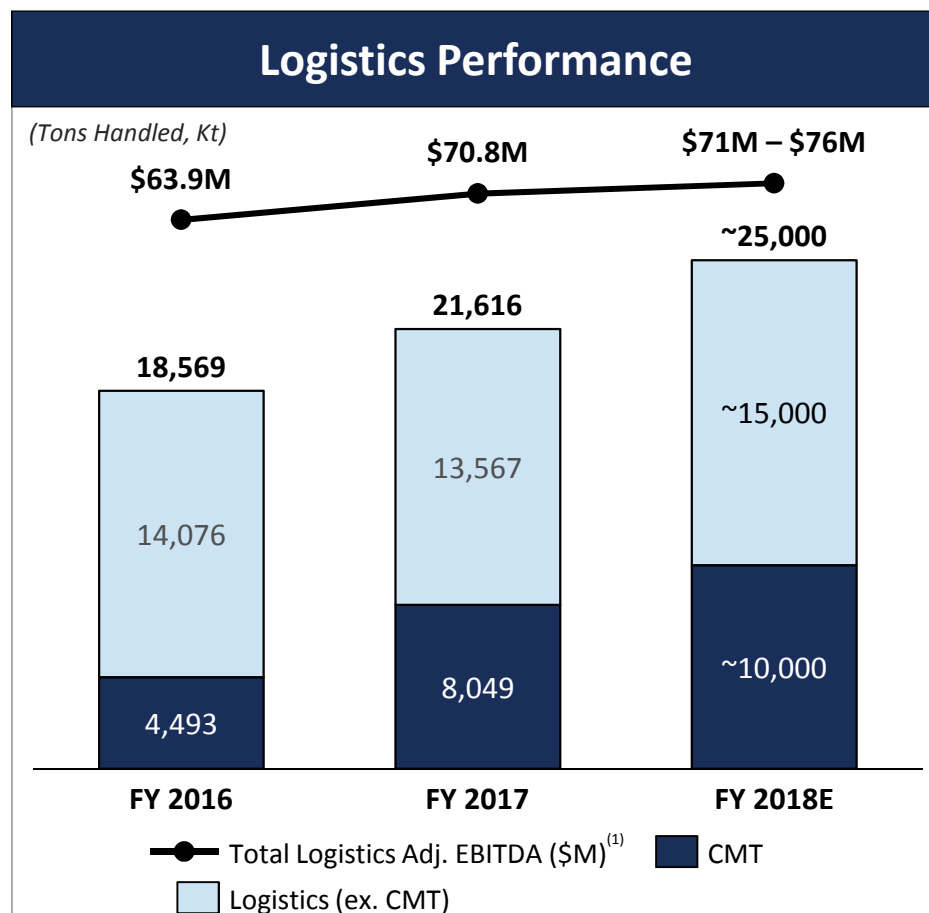 Logistics Performance
(Tons Handled, Kt)
$63.9M
$70.8M
$71M – $76M
18,569
21,616
~25,000
14,076
13,567
~15,000
4,493
8,049
~10,000
FY 2016
FY 2017
FY 2018E
Total Logistics Adj. EBITDA ($M)(1)
CMT
Logistics (ex. CMT)